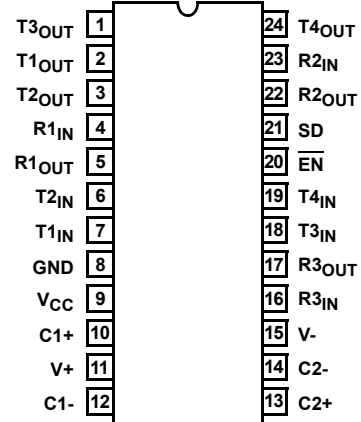 T3OUT 1 24 T4OUT
T1OUT 2 23 R2IN
T2OUT 3 22 R2OUT
R1IN 4 21 SD
R1OUT 5 20 EN
T2IN 6 19 T4IN
T1IN 7 18 T3IN
GND 8 17 R3OUT
VCC 9 16 R3IN
C1+ 10 15 V-
V+ 11 14 C2-
C1- 12 13 C2+